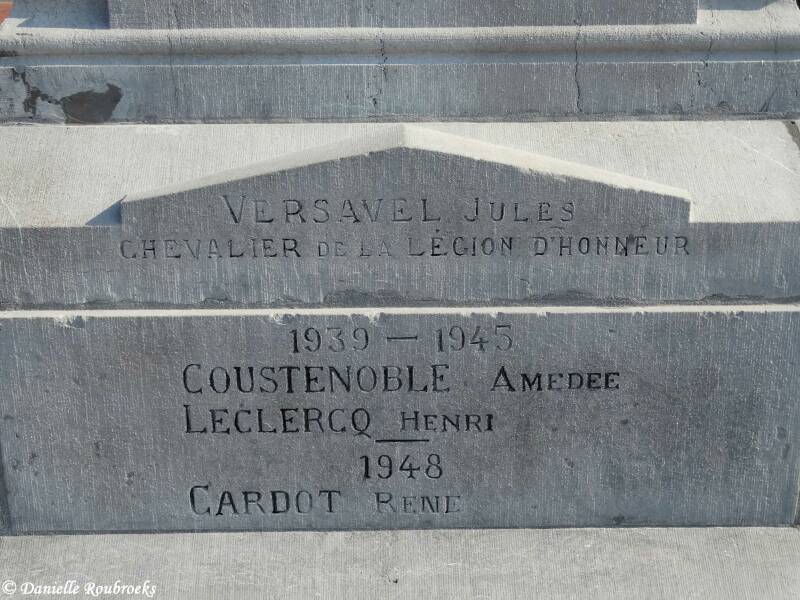 VERSAVEL JULES
CHEVALIER DE LA LÉGION D'HONNEUR
1939 — 1945
COUSTENOBLE AMEDEE
LECLERCQ HENRI
1948
CARDOT RENE
© Danielle Roubroeks